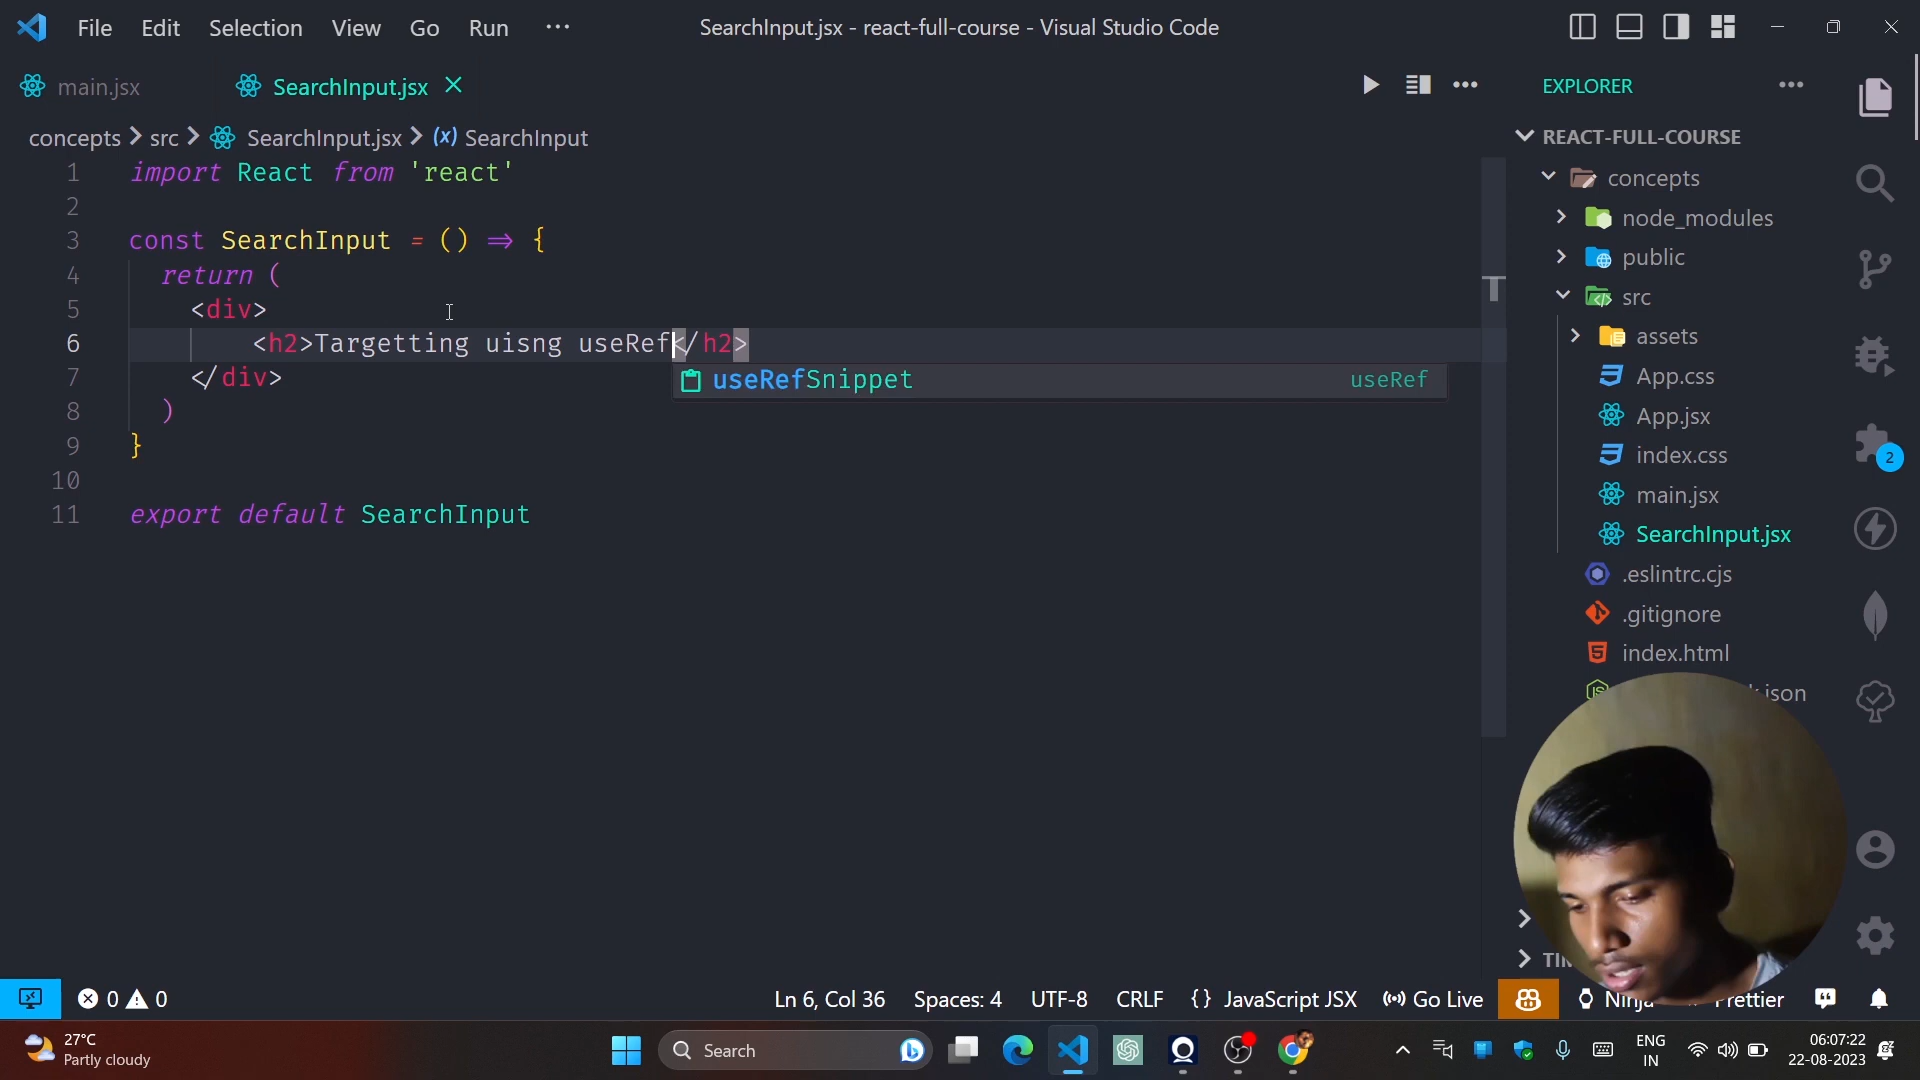 File Edit Selection View Go Run ···
SearchInput.jsx - react-full-course - Visual Studio Code
main.jsx
SearchInput.jsx
EXPLORER
concepts > src > SearchInput.jsx > SearchInput
1 import React from 'react'
2
3 const SearchInput = () => {
4 return (
5 <div>
6 <h2>Targetting uisng useRef</h2>
7 </div>
8 )
9 }
10
11 export default SearchInput
useRefSnippet useRef
REACT-FULL-COURSE
concepts
node_modules
public
src
assets
App.css
App.jsx
index.css
main.jsx
SearchInput.jsx
.eslintrc.cjs
.gitignore
index.html
2
0 0
Ln 6, Col 36 Spaces: 4 UTF-8 CRLF {} JavaScript JSX Go Live Ninja Prettier
27°C
Partly cloudy
Search
ENG
IN
06:07:22
22-08-2023